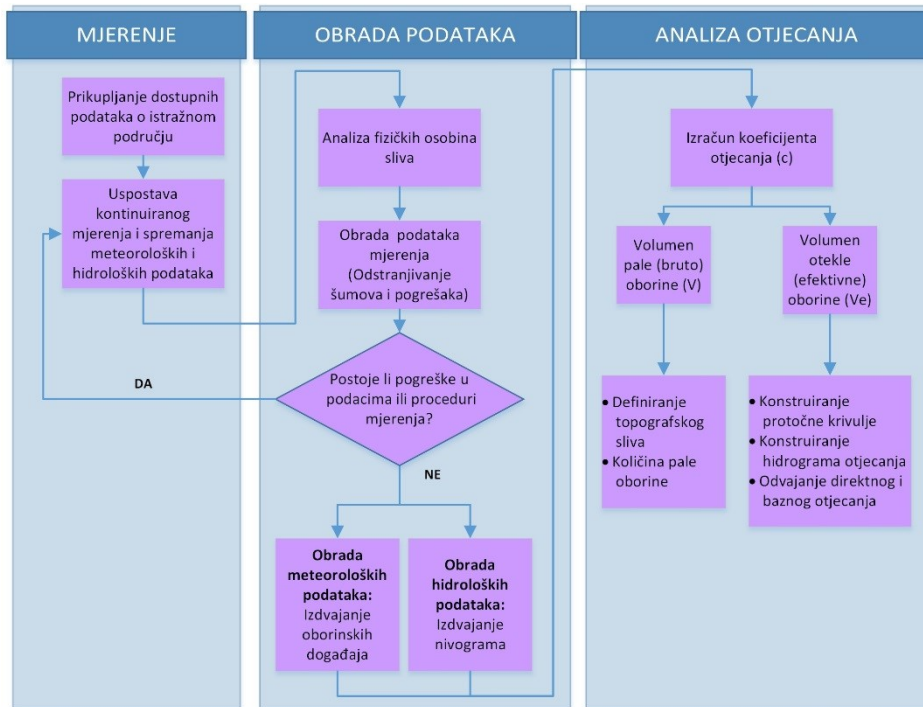 MJERENJE
Prikupljanje dostupnih
podataka o istražnom
području
Uspostava
kontinuiranog
mjerenja i spremanja
meteoroloških i
hidroloških podataka
DA
OBRADA PODATAKA
Analiza fizičkih osobina
sliva
Obrada podataka
mjerenja
(Odstranjivanje
šumova i pogrešaka)
Postoje li pogreške u
podacima ili proceduri
mjerenja?
NE
Obrada
meteoroloških
podataka:
Izdvajanje
oborinskih
događaja
Obrada
hidroloških
podataka:
Izdvajanje
nivograma
ANALIZA OTJECANJA
Izračun koeficijenta
otjecanja (c)
Volumen
pale (bruto)
oborine (V)
Volumen
otekle
(efektivne)
oborine (Ve)
• Definiranje
topografskog
sliva
• Količina pale
oborine
• Konstruiranje
protočne krivulje
• Konstruiranje
hidrograma otjecanja
• Odvajanje direktnog i
baznog otjecanja